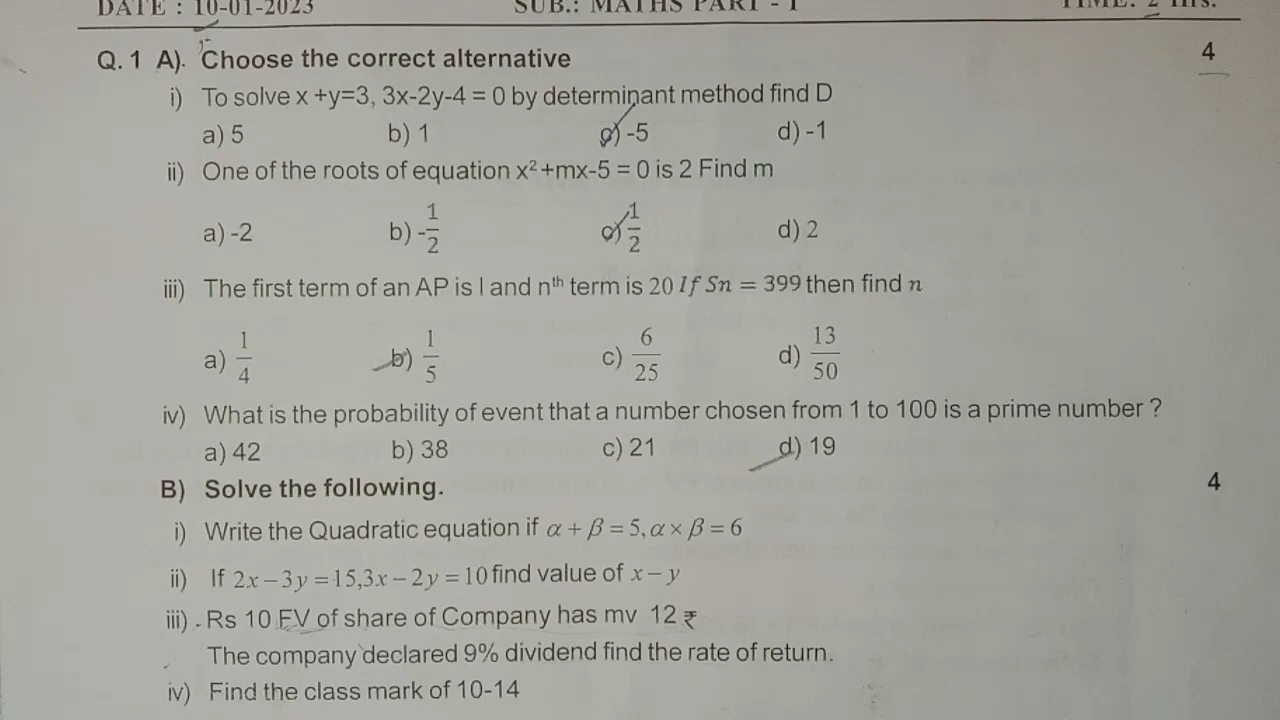 DATE : 10-01-2023 SUB.: MATHS PART - I TIME: 2 Hrs.
Q. 1 A). Choose the correct alternative 4
i) To solve x +y=3, 3x-2y-4 = 0 by determinant method find D
a) 5 b) 1 c) -5 d) -1
ii) One of the roots of equation x²+mx-5 = 0 is 2 Find m
a) -2 b) -1/2 c) 1/2 d) 2
iii) The first term of an AP is I and nᵗʰ term is 20 If Sn = 399 then find n
a) 1/4 b) 1/5 c) 6/25 d) 13/50
iv) What is the probability of event that a number chosen from 1 to 100 is a prime number ?
a) 42 b) 38 c) 21 d) 19
B) Solve the following. 4
i) Write the Quadratic equation if α + β = 5, α × β = 6
ii) If 2x – 3y = 15,3x – 2y = 10 find value of x – y
iii) Rs 10 FV of share of Company has mv 12 ₹
The company declared 9% dividend find the rate of return.
iv) Find the class mark of 10-14